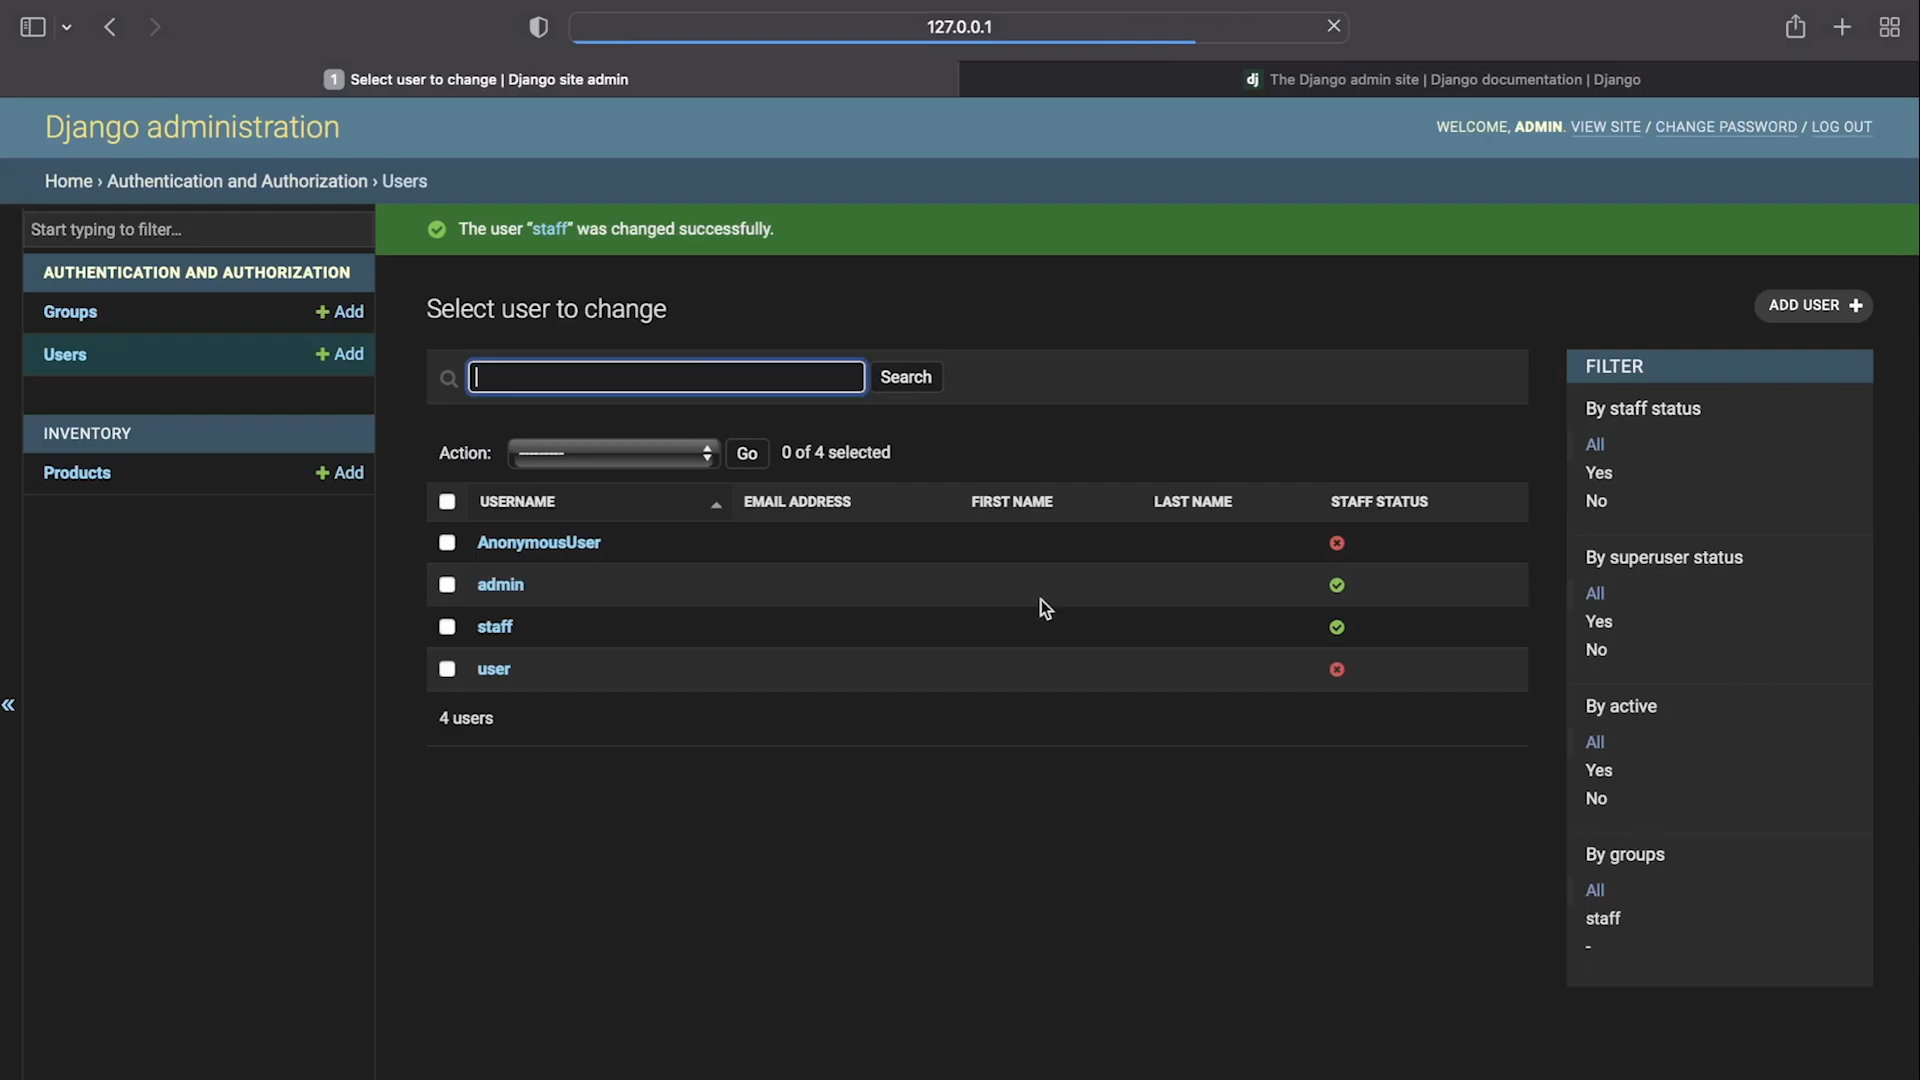 127.0.0.1
1 Select user to change | Django site admin
dj The Django admin site | Django documentation | Django
Django administration
WELCOME, ADMIN. VIEW SITE / CHANGE PASSWORD / LOG OUT
Home › Authentication and Authorization › Users
Start typing to filter...
The user “staff” was changed successfully.
AUTHENTICATION AND AUTHORIZATION
Groups + Add
Users + Add
INVENTORY
Products + Add
Select user to change
ADD USER +
Search
Action: --------- Go 0 of 4 selected
USERNAME EMAIL ADDRESS FIRST NAME LAST NAME STAFF STATUS
AnonymousUser
admin
staff
user
4 users
FILTER
By staff status
All
Yes
No
By superuser status
All
Yes
No
By active
All
Yes
No
By groups
All
staff
-
«